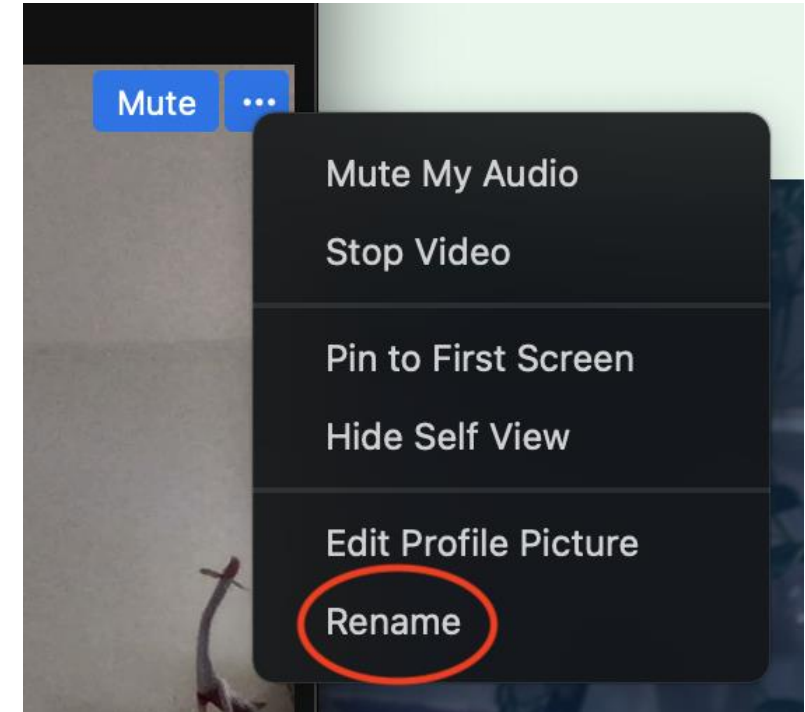 Mute ...
Mute My Audio
Stop Video
Pin to First Screen
Hide Self View
Edit Profile Picture
Rename